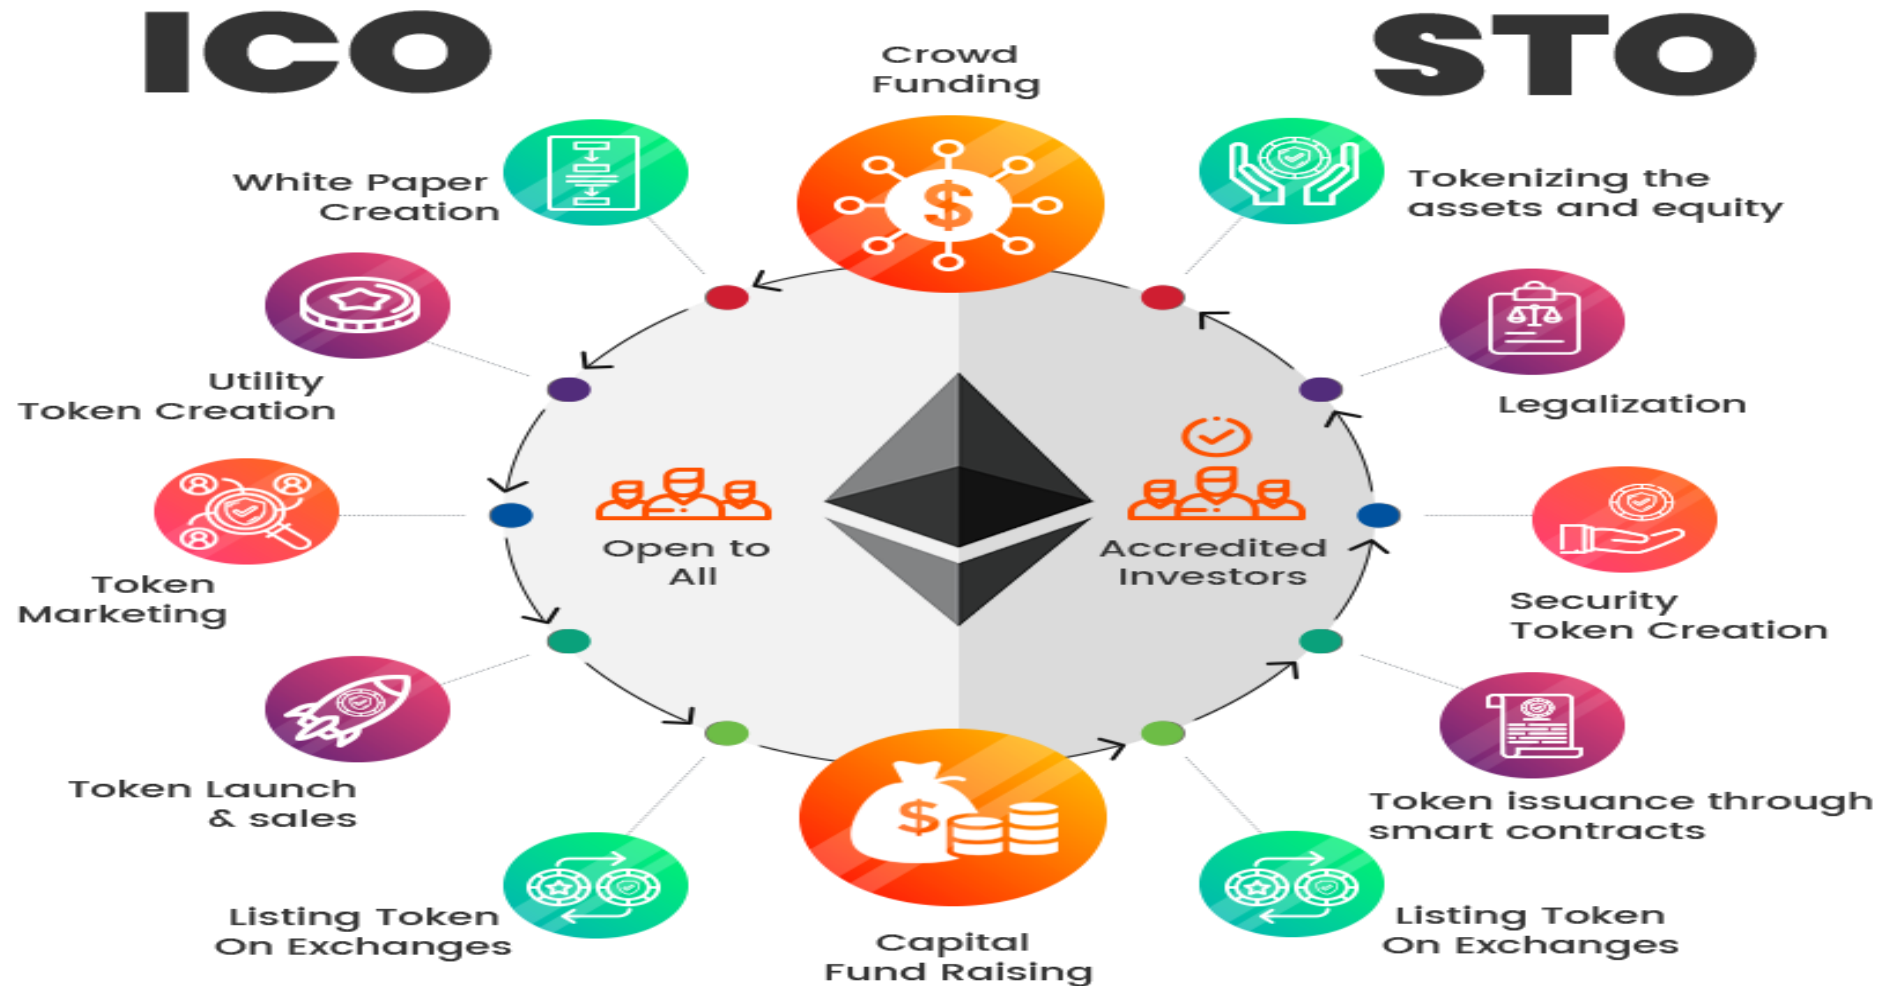 ICO
STO
Crowd
Funding
White Paper
Creation
Utility
Token Creation
Token
Marketing
Token Launch
& sales
Listing Token
On Exchanges
Open to
All
Accredited
Investors
Capital
Fund Raising
Tokenizing the
assets and equity
Legalization
Security
Token Creation
Token issuance through
smart contracts
Listing Token
On Exchanges